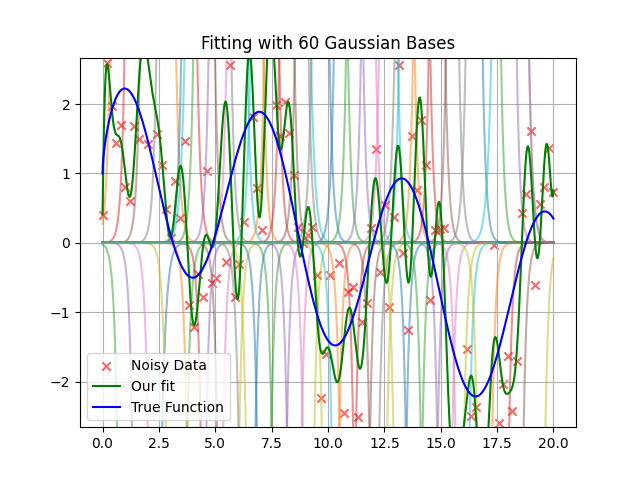 Fitting with 60 Gaussian Bases
2
1
0
−1
−2
Noisy Data
Our fit
True Function
0.0 2.5 5.0 7.5 10.0 12.5 15.0 17.5 20.0